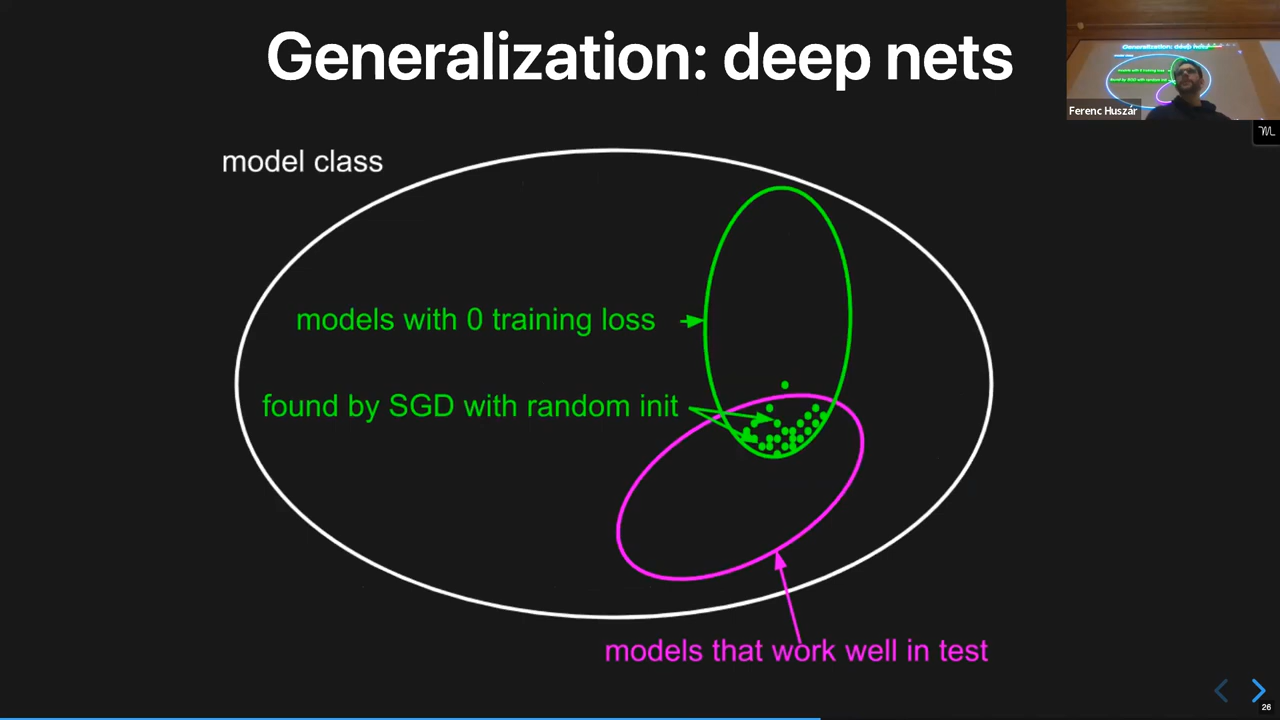 Generalization: deep nets
Ferenc Huszár
model class
models with 0 training loss
found by SGD with random init
models that work well in test
26